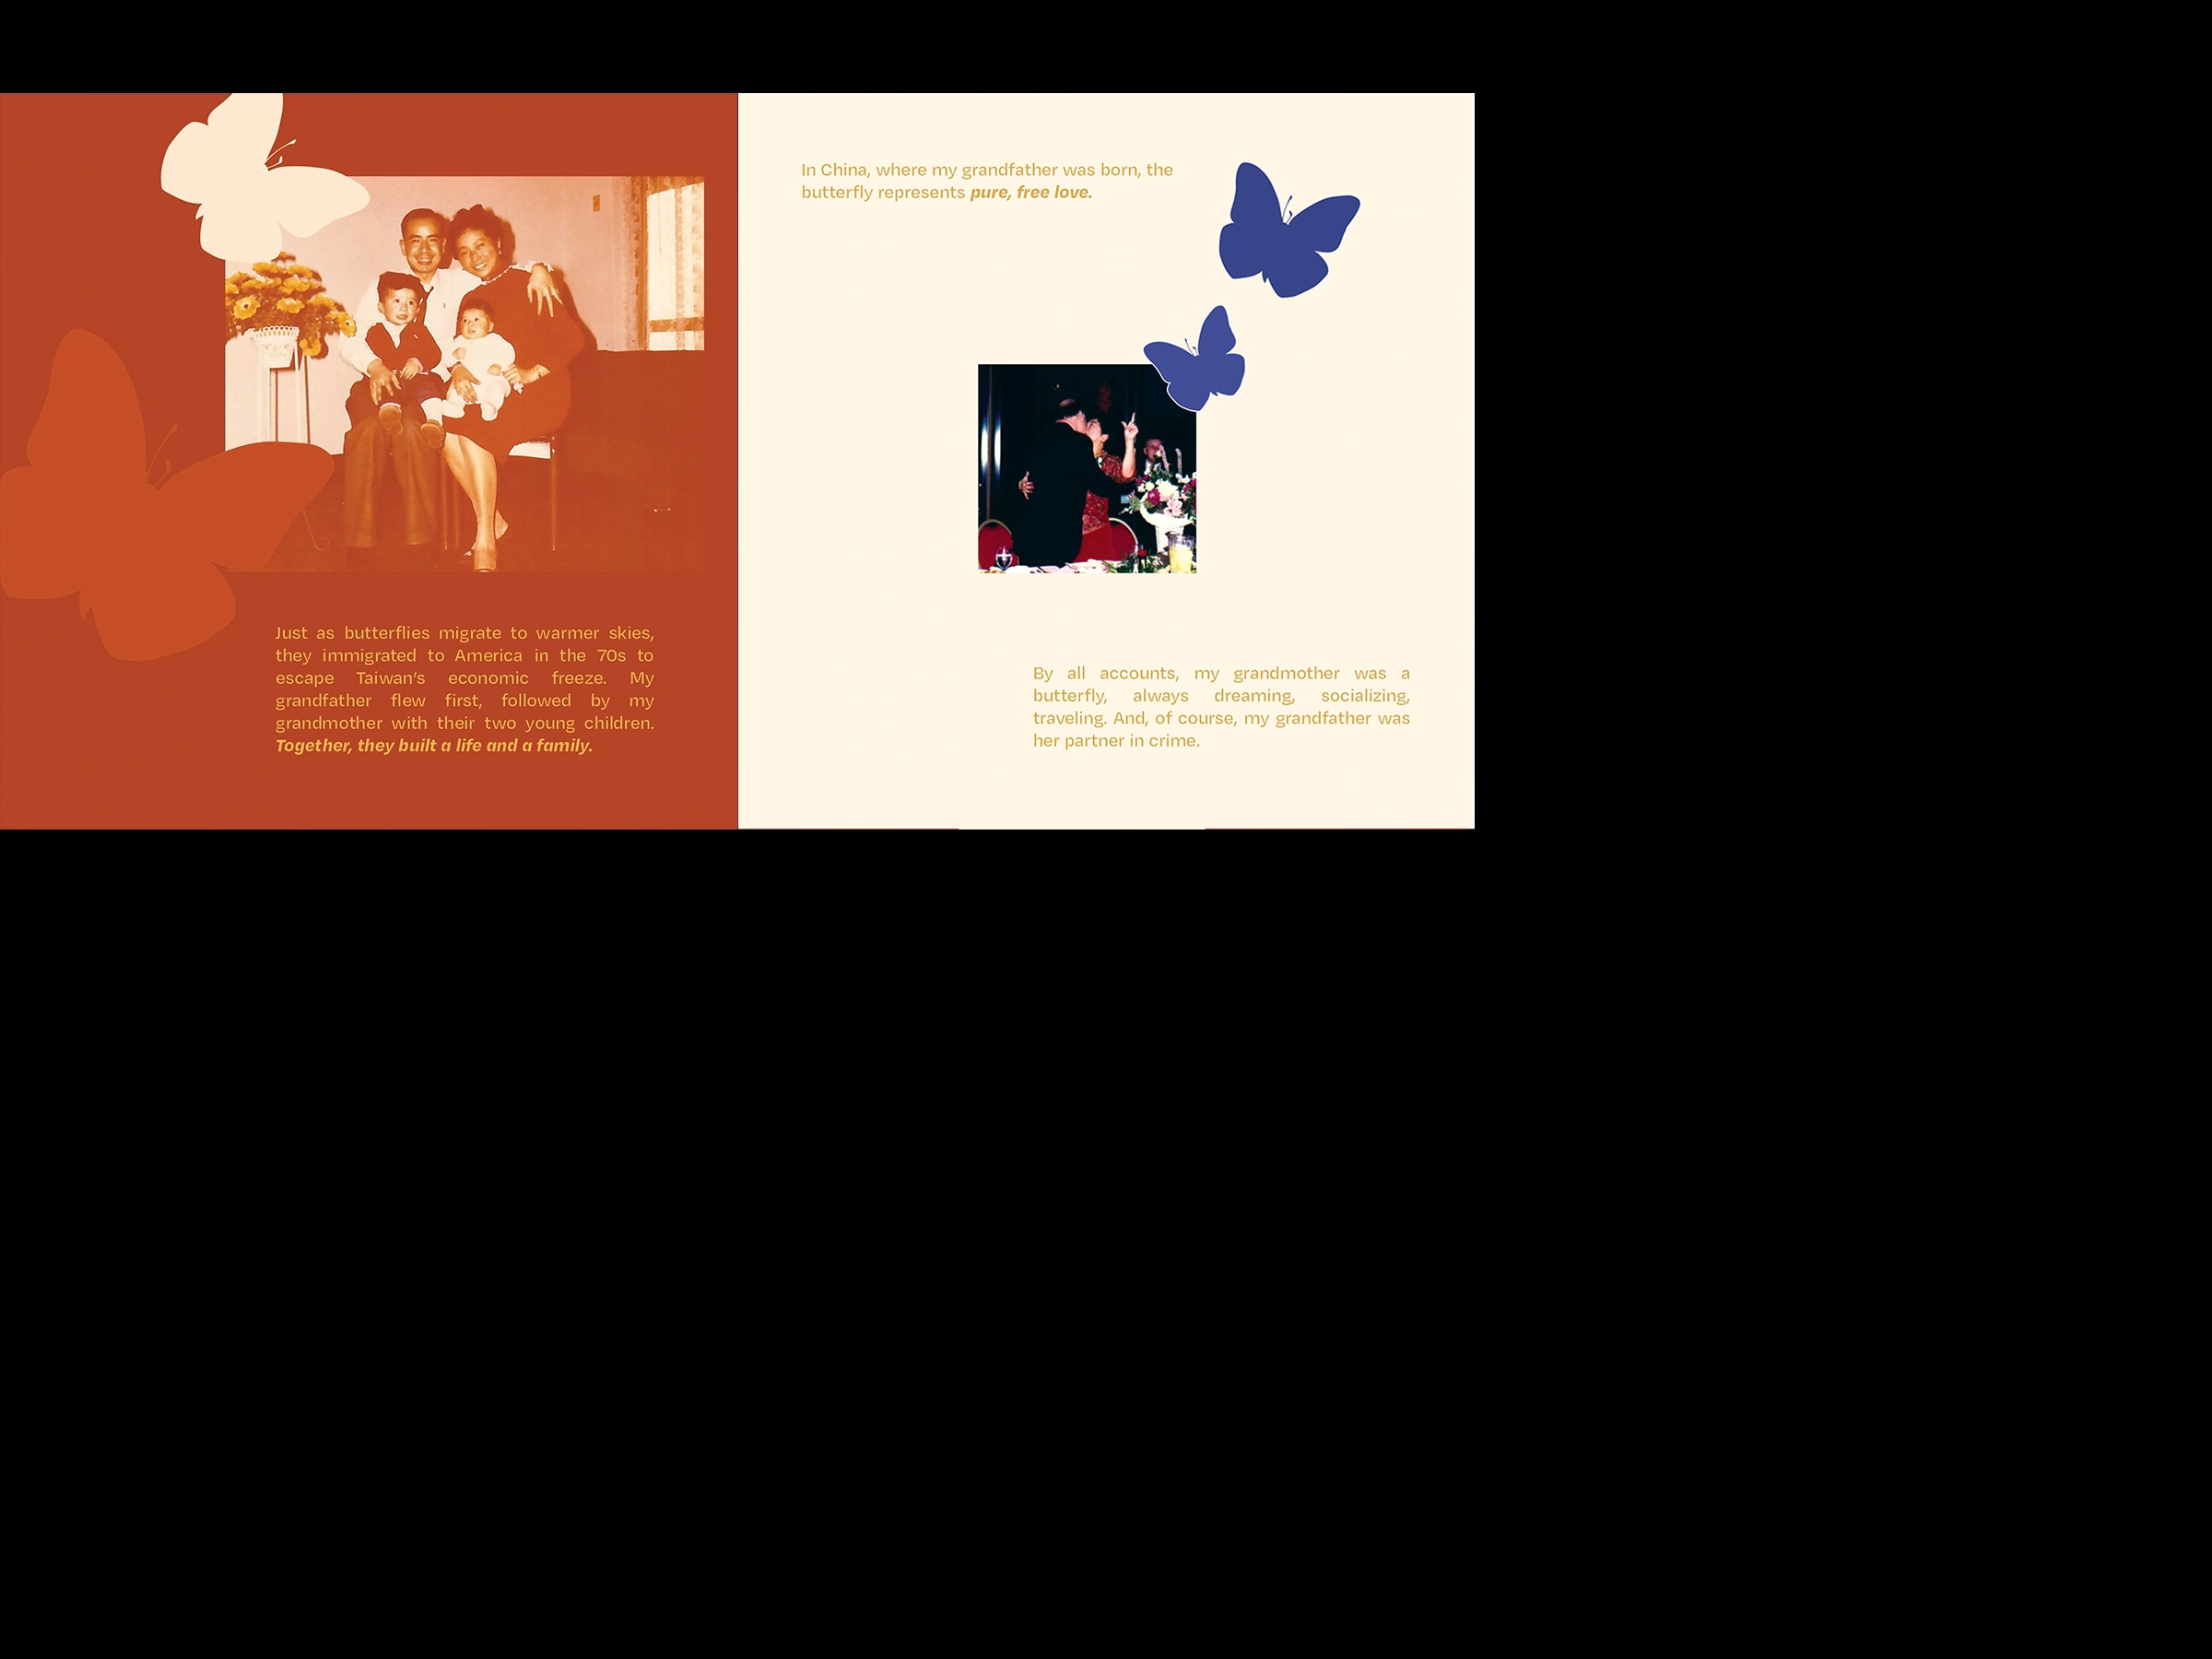 Just as butterflies migrate to warmer skies,
they immigrated to America in the 70s to
escape Taiwan's economic freeze. My
grandfather flew first, followed by my
grandmother with their two young children.
Together, they built a life and a family.
In China, where my grandfather was born, the
butterfly represents pure, free love.
By all accounts, my grandmother was a
butterfly, always dreaming, socializing,
traveling. And, of course, my grandfather was
her partner in crime.